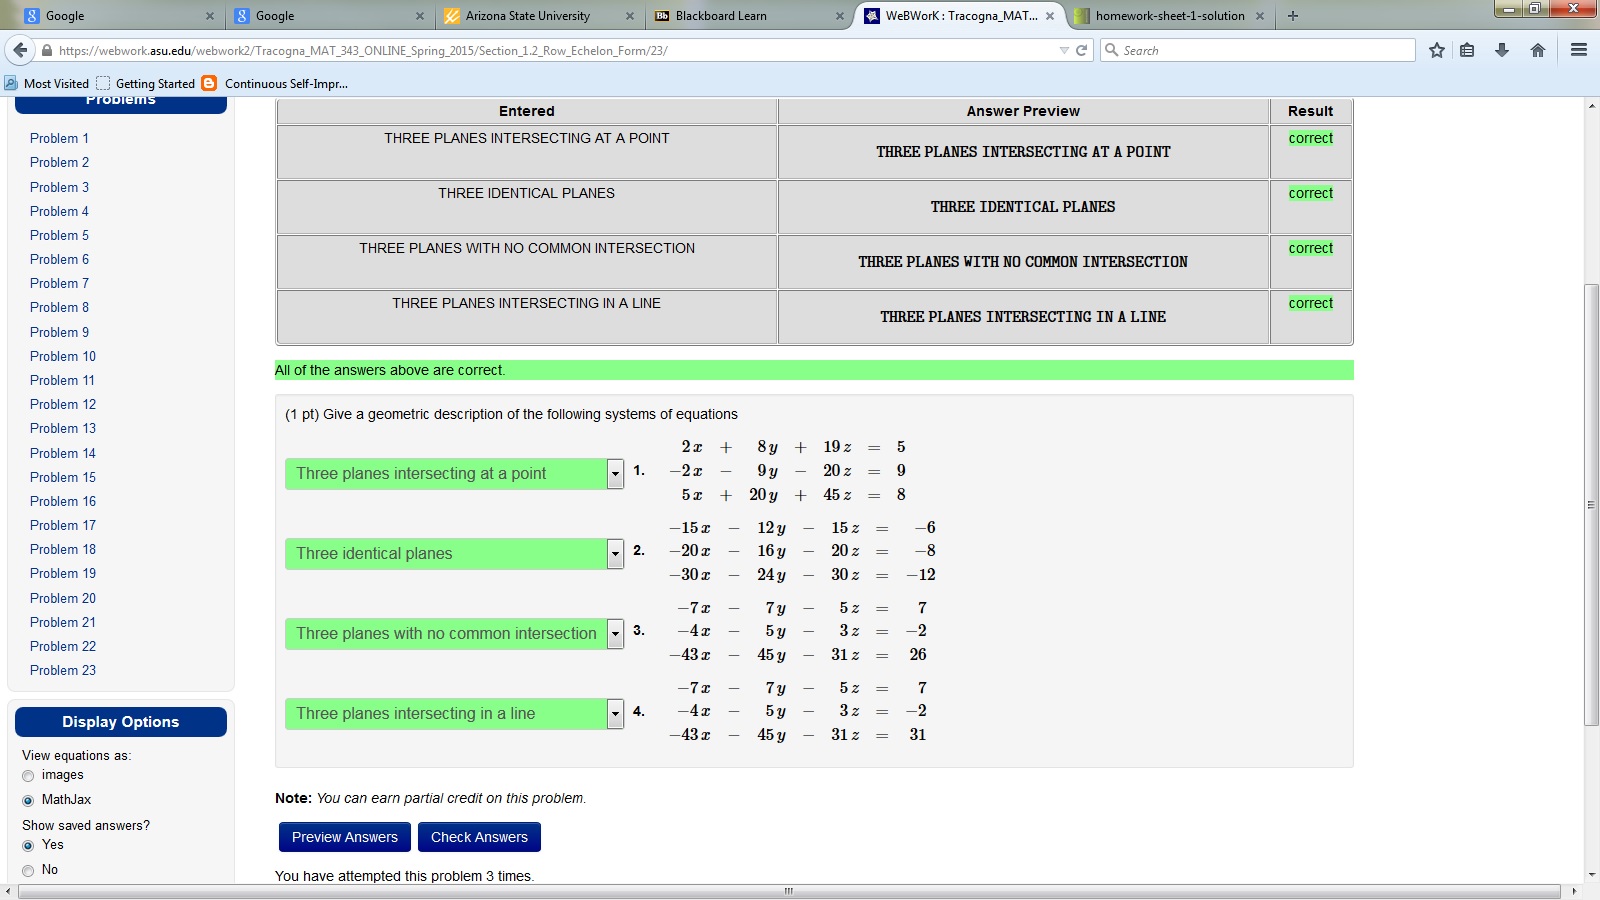 Google
Google
Arizona State University
Bb Blackboard Learn
WeBWorK : Tracogna_MAT...
homework-sheet-1-solution
https://webwork.asu.edu/webwork2/Tracogna_MAT_343_ONLINE_Spring_2015/Section_1.2_Row_Echelon_Form/23/
Search
Most Visited Getting Started Continuous Self-Impr...
Problems
Problem 1
Problem 2
Problem 3
Problem 4
Problem 5
Problem 6
Problem 7
Problem 8
Problem 9
Problem 10
Problem 11
Problem 12
Problem 13
Problem 14
Problem 15
Problem 16
Problem 17
Problem 18
Problem 19
Problem 20
Problem 21
Problem 22
Problem 23
Display Options
View equations as:
images
MathJax
Show saved answers?
Yes
No
Entered Answer Preview Result
THREE PLANES INTERSECTING AT A POINT THREE PLANES INTERSECTING AT A POINT correct
THREE IDENTICAL PLANES THREE IDENTICAL PLANES correct
THREE PLANES WITH NO COMMON INTERSECTION THREE PLANES WITH NO COMMON INTERSECTION correct
THREE PLANES INTERSECTING IN A LINE THREE PLANES INTERSECTING IN A LINE correct
All of the answers above are correct.
(1 pt) Give a geometric description of the following systems of equations
2x + 8y + 19z = 5
Three planes intersecting at a point 1. −2x − 9y − 20z = 9
5x + 20y + 45z = 8
−15x − 12y − 15z = −6
Three identical planes 2. −20x − 16y − 20z = −8
−30x − 24y − 30z = −12
−7x − 7y − 5z = 7
Three planes with no common intersection 3. −4x − 5y − 3z = −2
−43x − 45y − 31z = 26
−7x − 7y − 5z = 7
Three planes intersecting in a line 4. −4x − 5y − 3z = −2
−43x − 45y − 31z = 31
Note: You can earn partial credit on this problem.
Preview Answers Check Answers
You have attempted this problem 3 times.